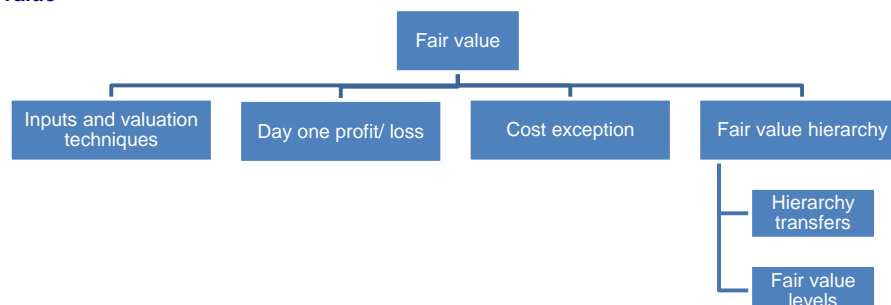 value
Fair value
Inputs and valuation
techniques
Day one profit/ loss
Cost exception
Fair value hierarchy
Hierarchy
transfers
Fair value
levels